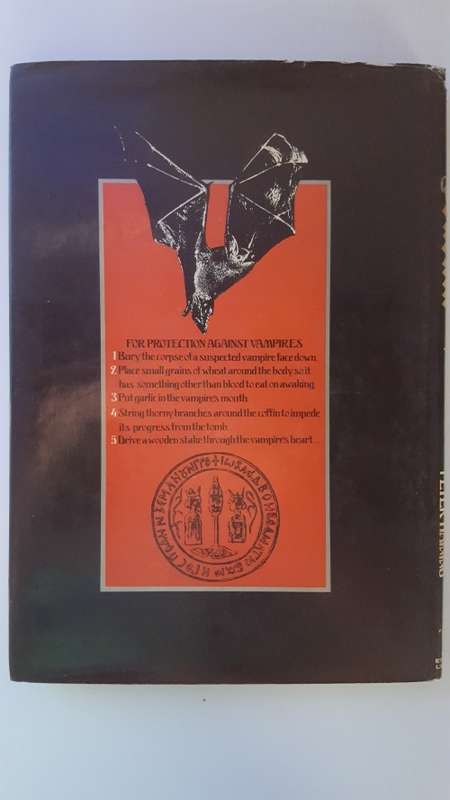 FOR PROTECTION AGAINST VAMPIRES
1 Bury the corpse of a suspected vampire face down.
2 Place small grains of wheat around the body so it
has something other than blood to eat on awaking.
3 Put garlic in the vampire's mouth.
4 String thorny branches around the coffin to impede
its progress from the tomb.
5 Drive a wooden stake through the vampire's heart...